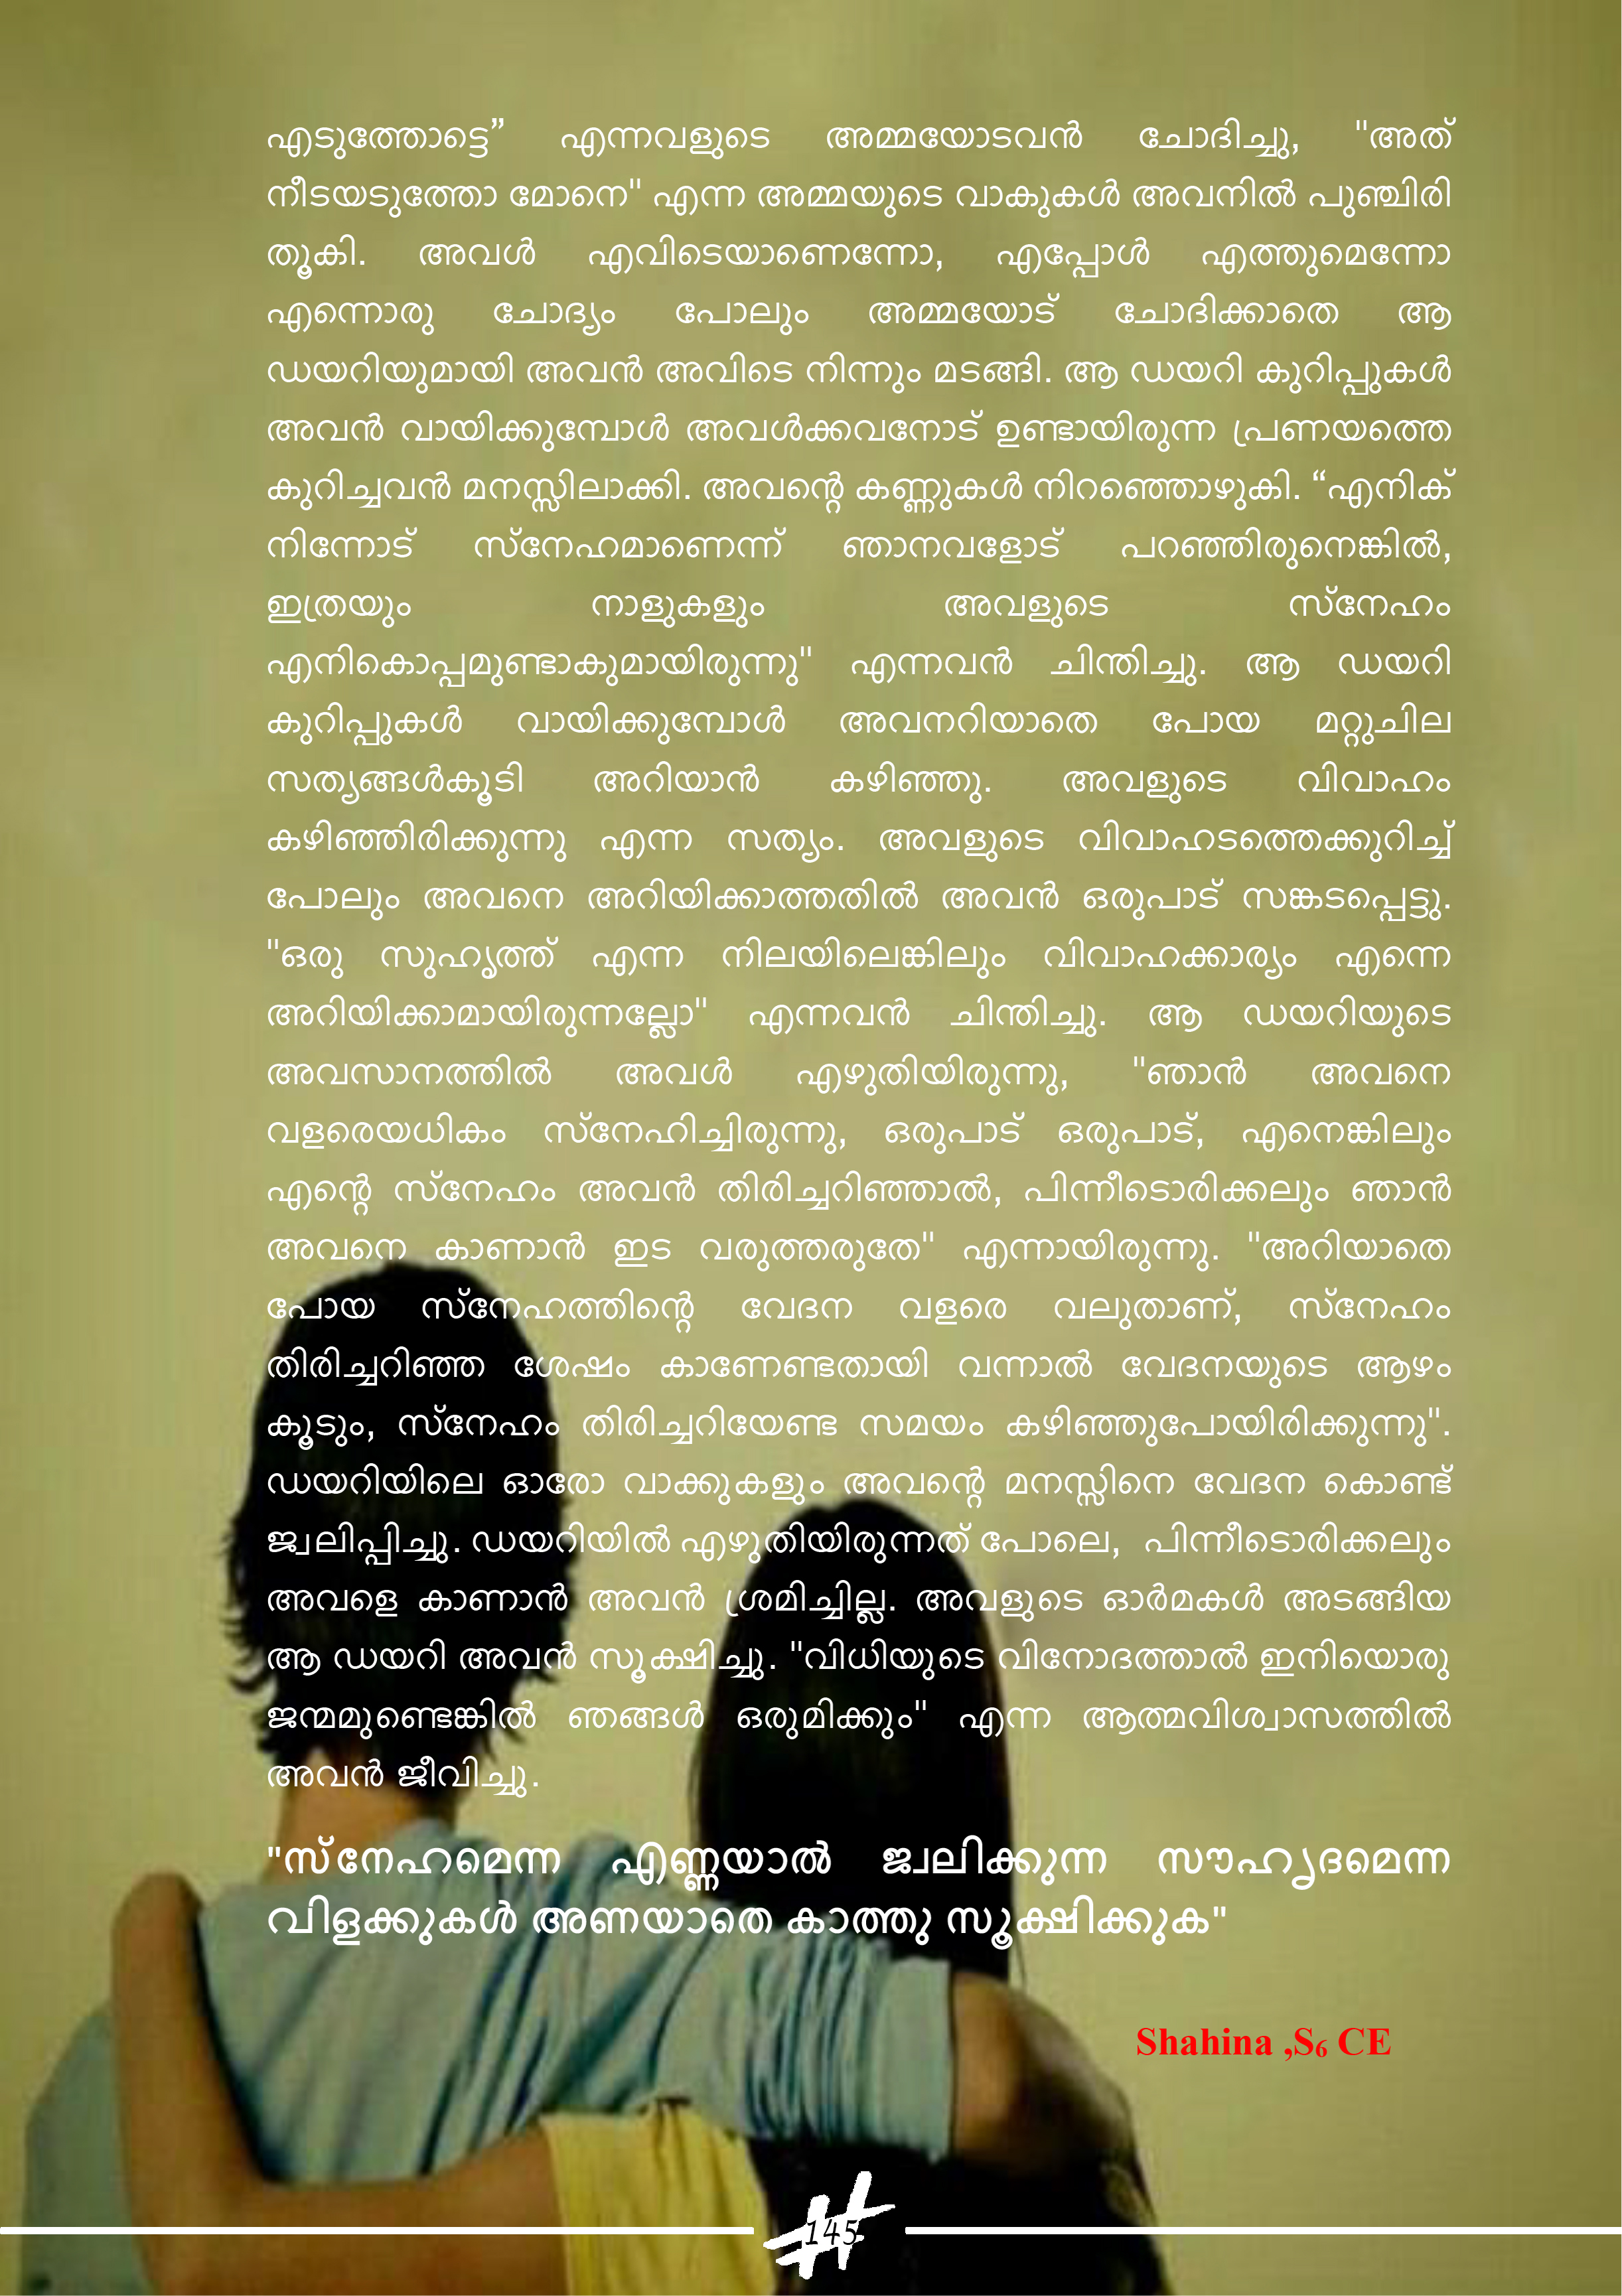 എടുത്തോട്ടെ” എന്നവളുടെ അമ്മയോടവൻ ചോദിച്ചു, "അത്
നീടയടുത്തോ മോനെ" എന്ന അമ്മയുടെ വാകുകൾ അവനിൽ പുഞ്ചിരി
തൂകി. അവൾ എവിടെയാണെന്നോ, എപ്പോൾ എത്തുമെന്നോ
എന്നൊരു ചോദ്യം പോലും അമ്മയോട് ചോദിക്കാതെ ആ
ഡയറിയുമായി അവൻ അവിടെ നിന്നും മടങ്ങി. ആ ഡയറി കുറിപ്പുകൾ
അവൻ വായിക്കുമ്പോൾ അവൾക്കവനോട് ഉണ്ടായിരുന്ന പ്രണയത്തെ
കുറിച്ചവൻ മനസ്സിലാക്കി. അവന്റെ കണ്ണുകൾ നിറഞ്ഞൊഴുകി. “എനിക്
നിന്നോട് സ്നേഹമാണെന്ന് ഞാനവളോട് പറഞ്ഞിരുനെങ്കിൽ,
ഇത്രയും നാളുകളും അവളുടെ സ്നേഹം
എനികൊപ്പമുണ്ടാകുമായിരുന്നു" എന്നവൻ ചിന്തിച്ചു. ആ ഡയറി
കുറിപ്പുകൾ വായിക്കുമ്പോൾ അവനറിയാതെ പോയ മറ്റുചില
സത്യങ്ങൾകൂടി അറിയാൻ കഴിഞ്ഞു. അവളുടെ വിവാഹം
കഴിഞ്ഞിരിക്കുന്നു എന്ന സത്യം. അവളുടെ വിവാഹടത്തെക്കുറിച്ച്
പോലും അവനെ അറിയിക്കാത്തതിൽ അവൻ ഒരുപാട് സങ്കടപ്പെട്ടു.
"ഒരു സുഹൃത്ത് എന്ന നിലയിലെങ്കിലും വിവാഹക്കാര്യം എന്നെ
അറിയിക്കാമായിരുന്നല്ലോ" എന്നവൻ ചിന്തിച്ചു. ആ ഡയറിയുടെ
അവസാനത്തിൽ അവൾ എഴുതിയിരുന്നു, "ഞാൻ അവനെ
വളരെയധികം സ്നേഹിച്ചിരുന്നു, ഒരുപാട് ഒരുപാട്, എനെങ്കിലും
എന്റെ സ്നേഹം അവൻ തിരിച്ചറിഞ്ഞാൽ, പിന്നീടൊരിക്കലും ഞാൻ
അവനെ കാണാൻ ഇട വരുത്തരുതേ" എന്നായിരുന്നു. "അറിയാതെ
പോയ സ്നേഹത്തിന്റെ വേദന വളരെ വലുതാണ്, സ്നേഹം
തിരിച്ചറിഞ്ഞ ശേഷം കാണേണ്ടതായി വന്നാൽ വേദനയുടെ ആഴം
കൂടും, സ്നേഹം തിരിച്ചറിയേണ്ട സമയം കഴിഞ്ഞുപോയിരിക്കുന്നു".
ഡയറിയിലെ ഓരോ വാക്കുകളും അവന്റെ മനസ്സിനെ വേദന കൊണ്ട്
ജ്വലിപ്പിച്ചു. ഡയറിയിൽ എഴുതിയിരുന്നത് പോലെ, പിന്നീടൊരിക്കലും
അവളെ കാണാൻ അവൻ ശ്രമിച്ചില്ല. അവളുടെ ഓർമകൾ അടങ്ങിയ
ആ ഡയറി അവൻ സൂക്ഷിച്ചു. "വിധിയുടെ വിനോദത്താൽ ഇനിയൊരു
ജന്മമുണ്ടെങ്കിൽ ഞങ്ങൾ ഒരുമിക്കും" എന്ന ആത്മവിശ്വാസത്തിൽ
അവൻ ജീവിച്ചു.
"സ്നേഹമെന്ന എണ്ണയാൽ ജ്വലിക്കുന്ന സൗഹൃദമെന്ന
വിളക്കുകൾ അണയാതെ കാത്തു സൂക്ഷിക്കുക"
Shahina ,S6 CE
145